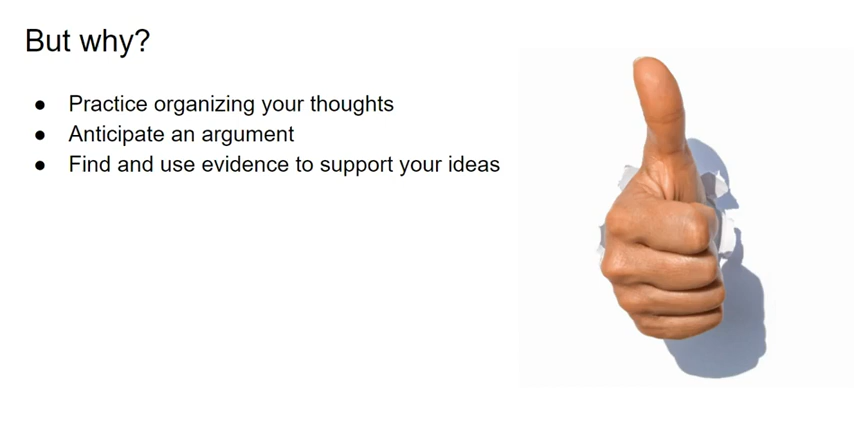 But why?
● Practice organizing your thoughts
● Anticipate an argument
● Find and use evidence to support your ideas